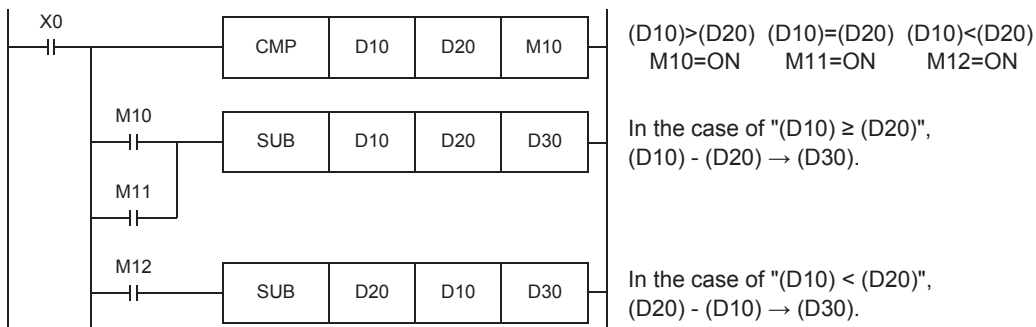 X0
CMP D10 D20 M10
(D10)>(D20) (D10)=(D20) (D10)<(D20)
M10=ON M11=ON M12=ON
M10
SUB D10 D20 D30
In the case of "(D10) ≥ (D20)",
(D10) - (D20) → (D30).
M11
M12
SUB D20 D10 D30
In the case of "(D10) < (D20)",
(D20) - (D10) → (D30).